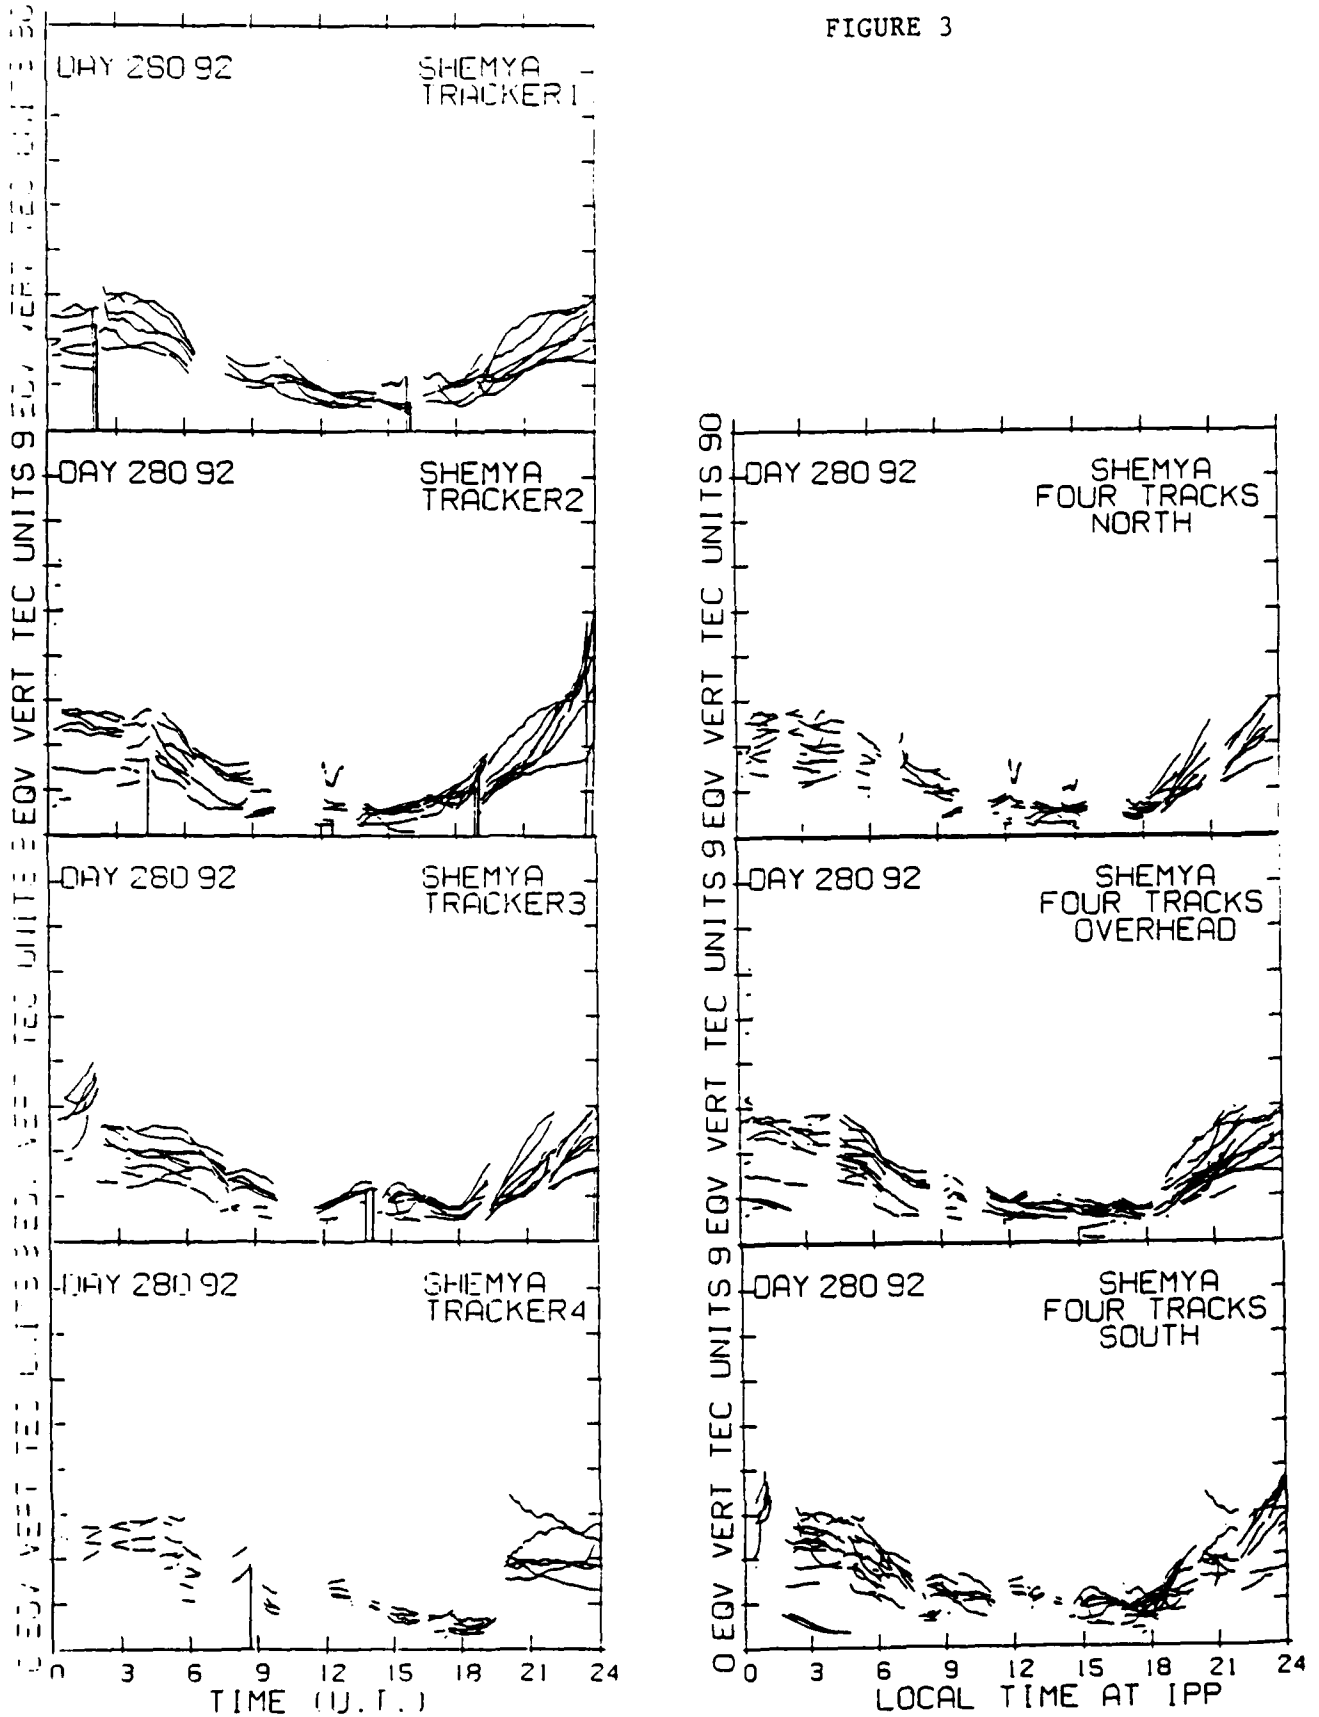 FIGURE 3
DAY 280 92
SHEMYA
TRACKER1
DAY 280 92
SHEMYA
TRACKER2
DAY 280 92
SHEMYA
TRACKER3
DAY 280 92
SHEMYA
TRACKER4
EQV VERT TEC UNITS 9
0 3 6 9 12 15 18 21 24
TIME (U.T.)
DAY 280 92
SHEMYA
FOUR TRACKS
NORTH
DAY 280 92
SHEMYA
FOUR TRACKS
OVERHEAD
DAY 280 92
SHEMYA
FOUR TRACKS
SOUTH
EQV VERT TEC UNITS 90
EQV VERT TEC UNITS 9
0 EQV VERT TEC UNITS 9
0 3 6 9 12 15 18 21 24
LOCAL TIME AT IPP